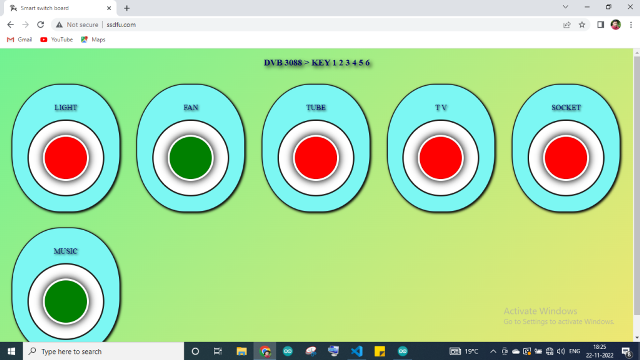 Smart switch board
Not secure | ssdfu.com
Gmail YouTube Maps
DVB 3088 > KEY 1 2 3 4 5 6
LIGHT FAN TUBE T V SOCKET
MUSIC
Activate Windows
Go to Settings to activate Windows.
Type here to search
19°C ENG 18:25
22-11-2022